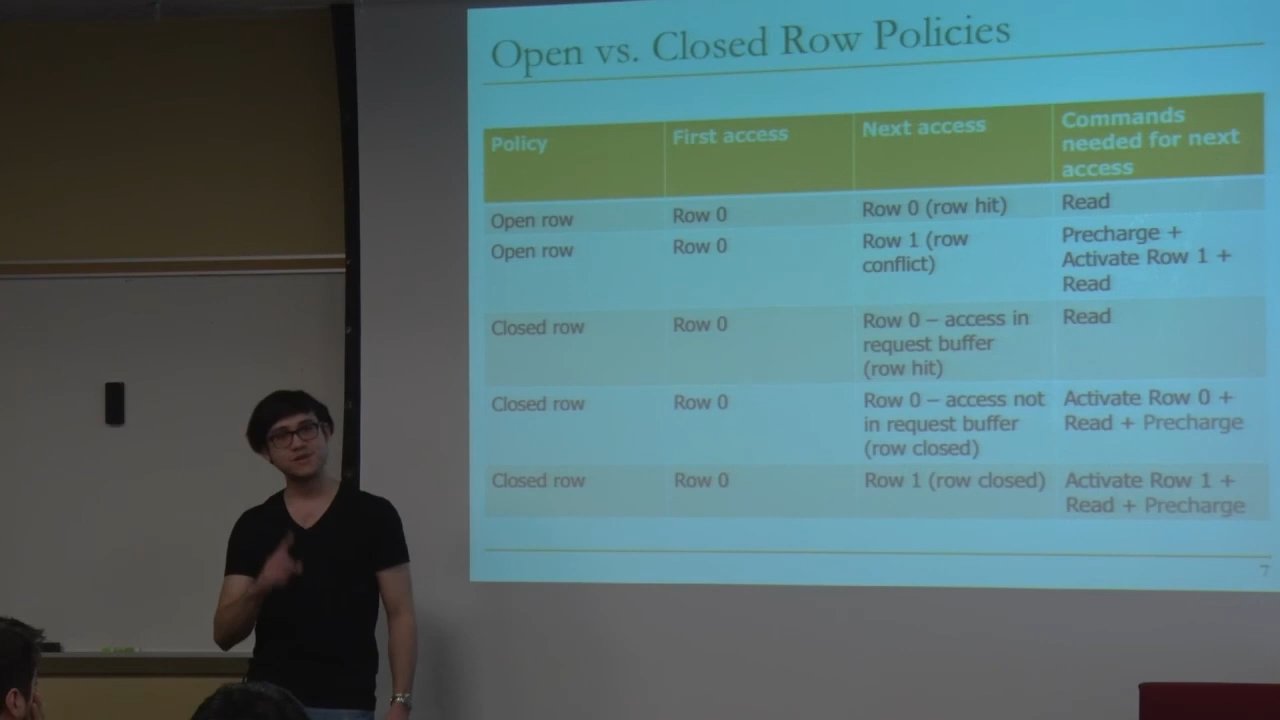 Open vs. Closed Row Policies
Policy
First access
Next access
Commands
needed for next
access
Open row
Row 0
Row 0 (row hit)
Read
Open row
Row 0
Row 1 (row
conflict)
Precharge +
Activate Row 1 +
Read
Closed row
Row 0
Row 0 – access in
request buffer
(row hit)
Read
Closed row
Row 0
Row 0 – access not
in request buffer
(row closed)
Activate Row 0 +
Read + Precharge
Closed row
Row 0
Row 1 (row closed)
Activate Row 1 +
Read + Precharge
7